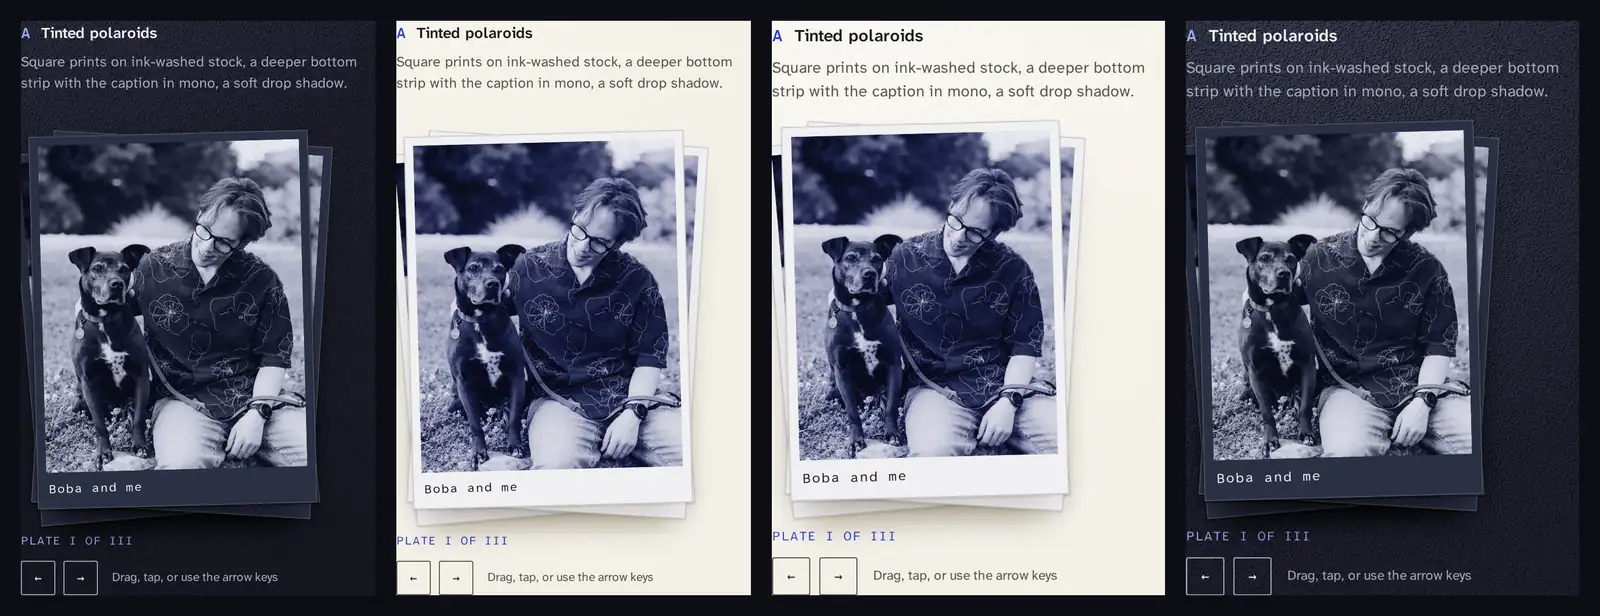 A Tinted polaroids
Square prints on ink-washed stock, a deeper bottom
strip with the caption in mono, a soft drop shadow.
Boba and me
PLATE I OF III
← → Drag, tap, or use the arrow keys
A Tinted polaroids
Square prints on ink-washed stock, a deeper bottom
strip with the caption in mono, a soft drop shadow.
Boba and me
PLATE I OF III
← → Drag, tap, or use the arrow keys
A Tinted polaroids
Square prints on ink-washed stock, a deeper bottom
strip with the caption in mono, a soft drop shadow.
Boba and me
PLATE I OF III
← → Drag, tap, or use the arrow keys
A Tinted polaroids
Square prints on ink-washed stock, a deeper bottom
strip with the caption in mono, a soft drop shadow.
Boba and me
PLATE I OF III
← → Drag, tap, or use the arrow keys